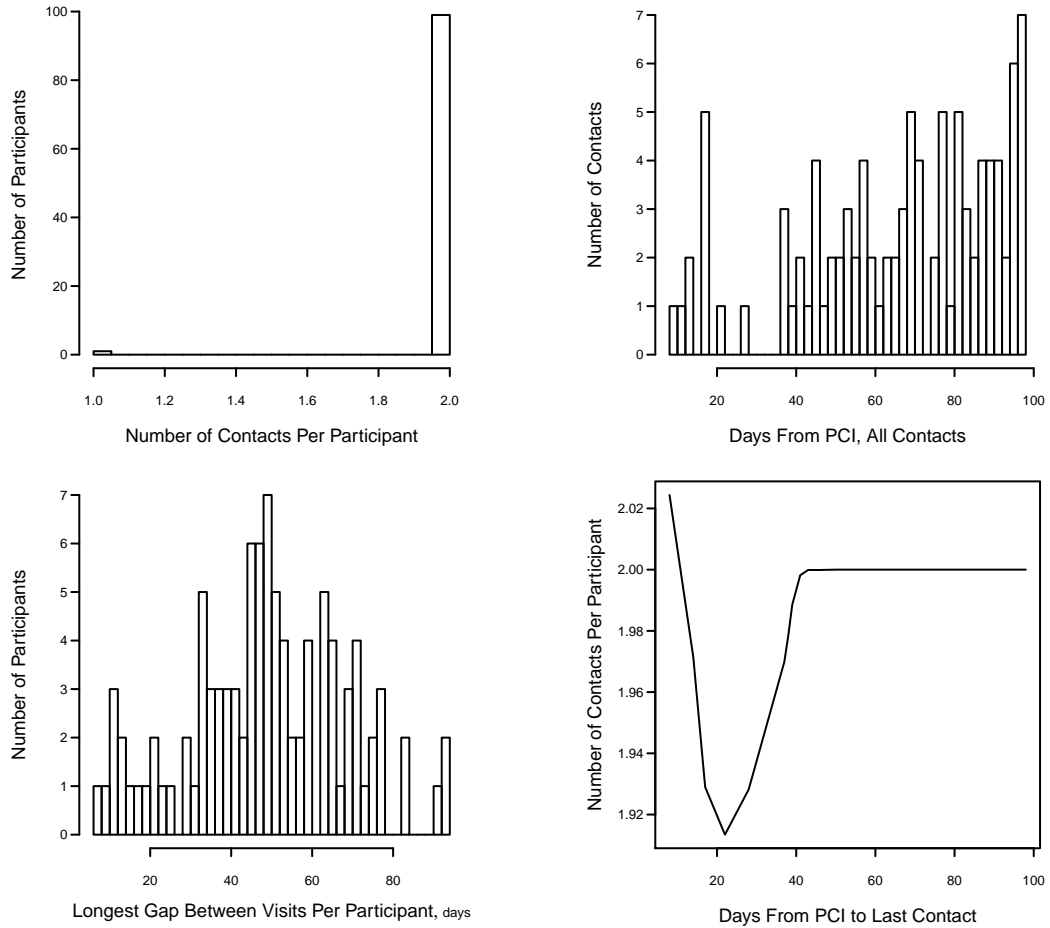 100
80
60
40
20
0
Number of Participants
1.0 1.2 1.4 1.6 1.8 2.0
Number of Contacts Per Participant
7
6
5
4
3
2
1
0
Number of Contacts
20 40 60 80 100
Days From PCI, All Contacts
7
6
5
4
3
2
1
0
Number of Participants
20 40 60 80
Longest Gap Between Visits Per Participant, days
2.02
2.00
1.98
1.96
1.94
1.92
Number of Contacts Per Participant
20 40 60 80 100
Days From PCI to Last Contact